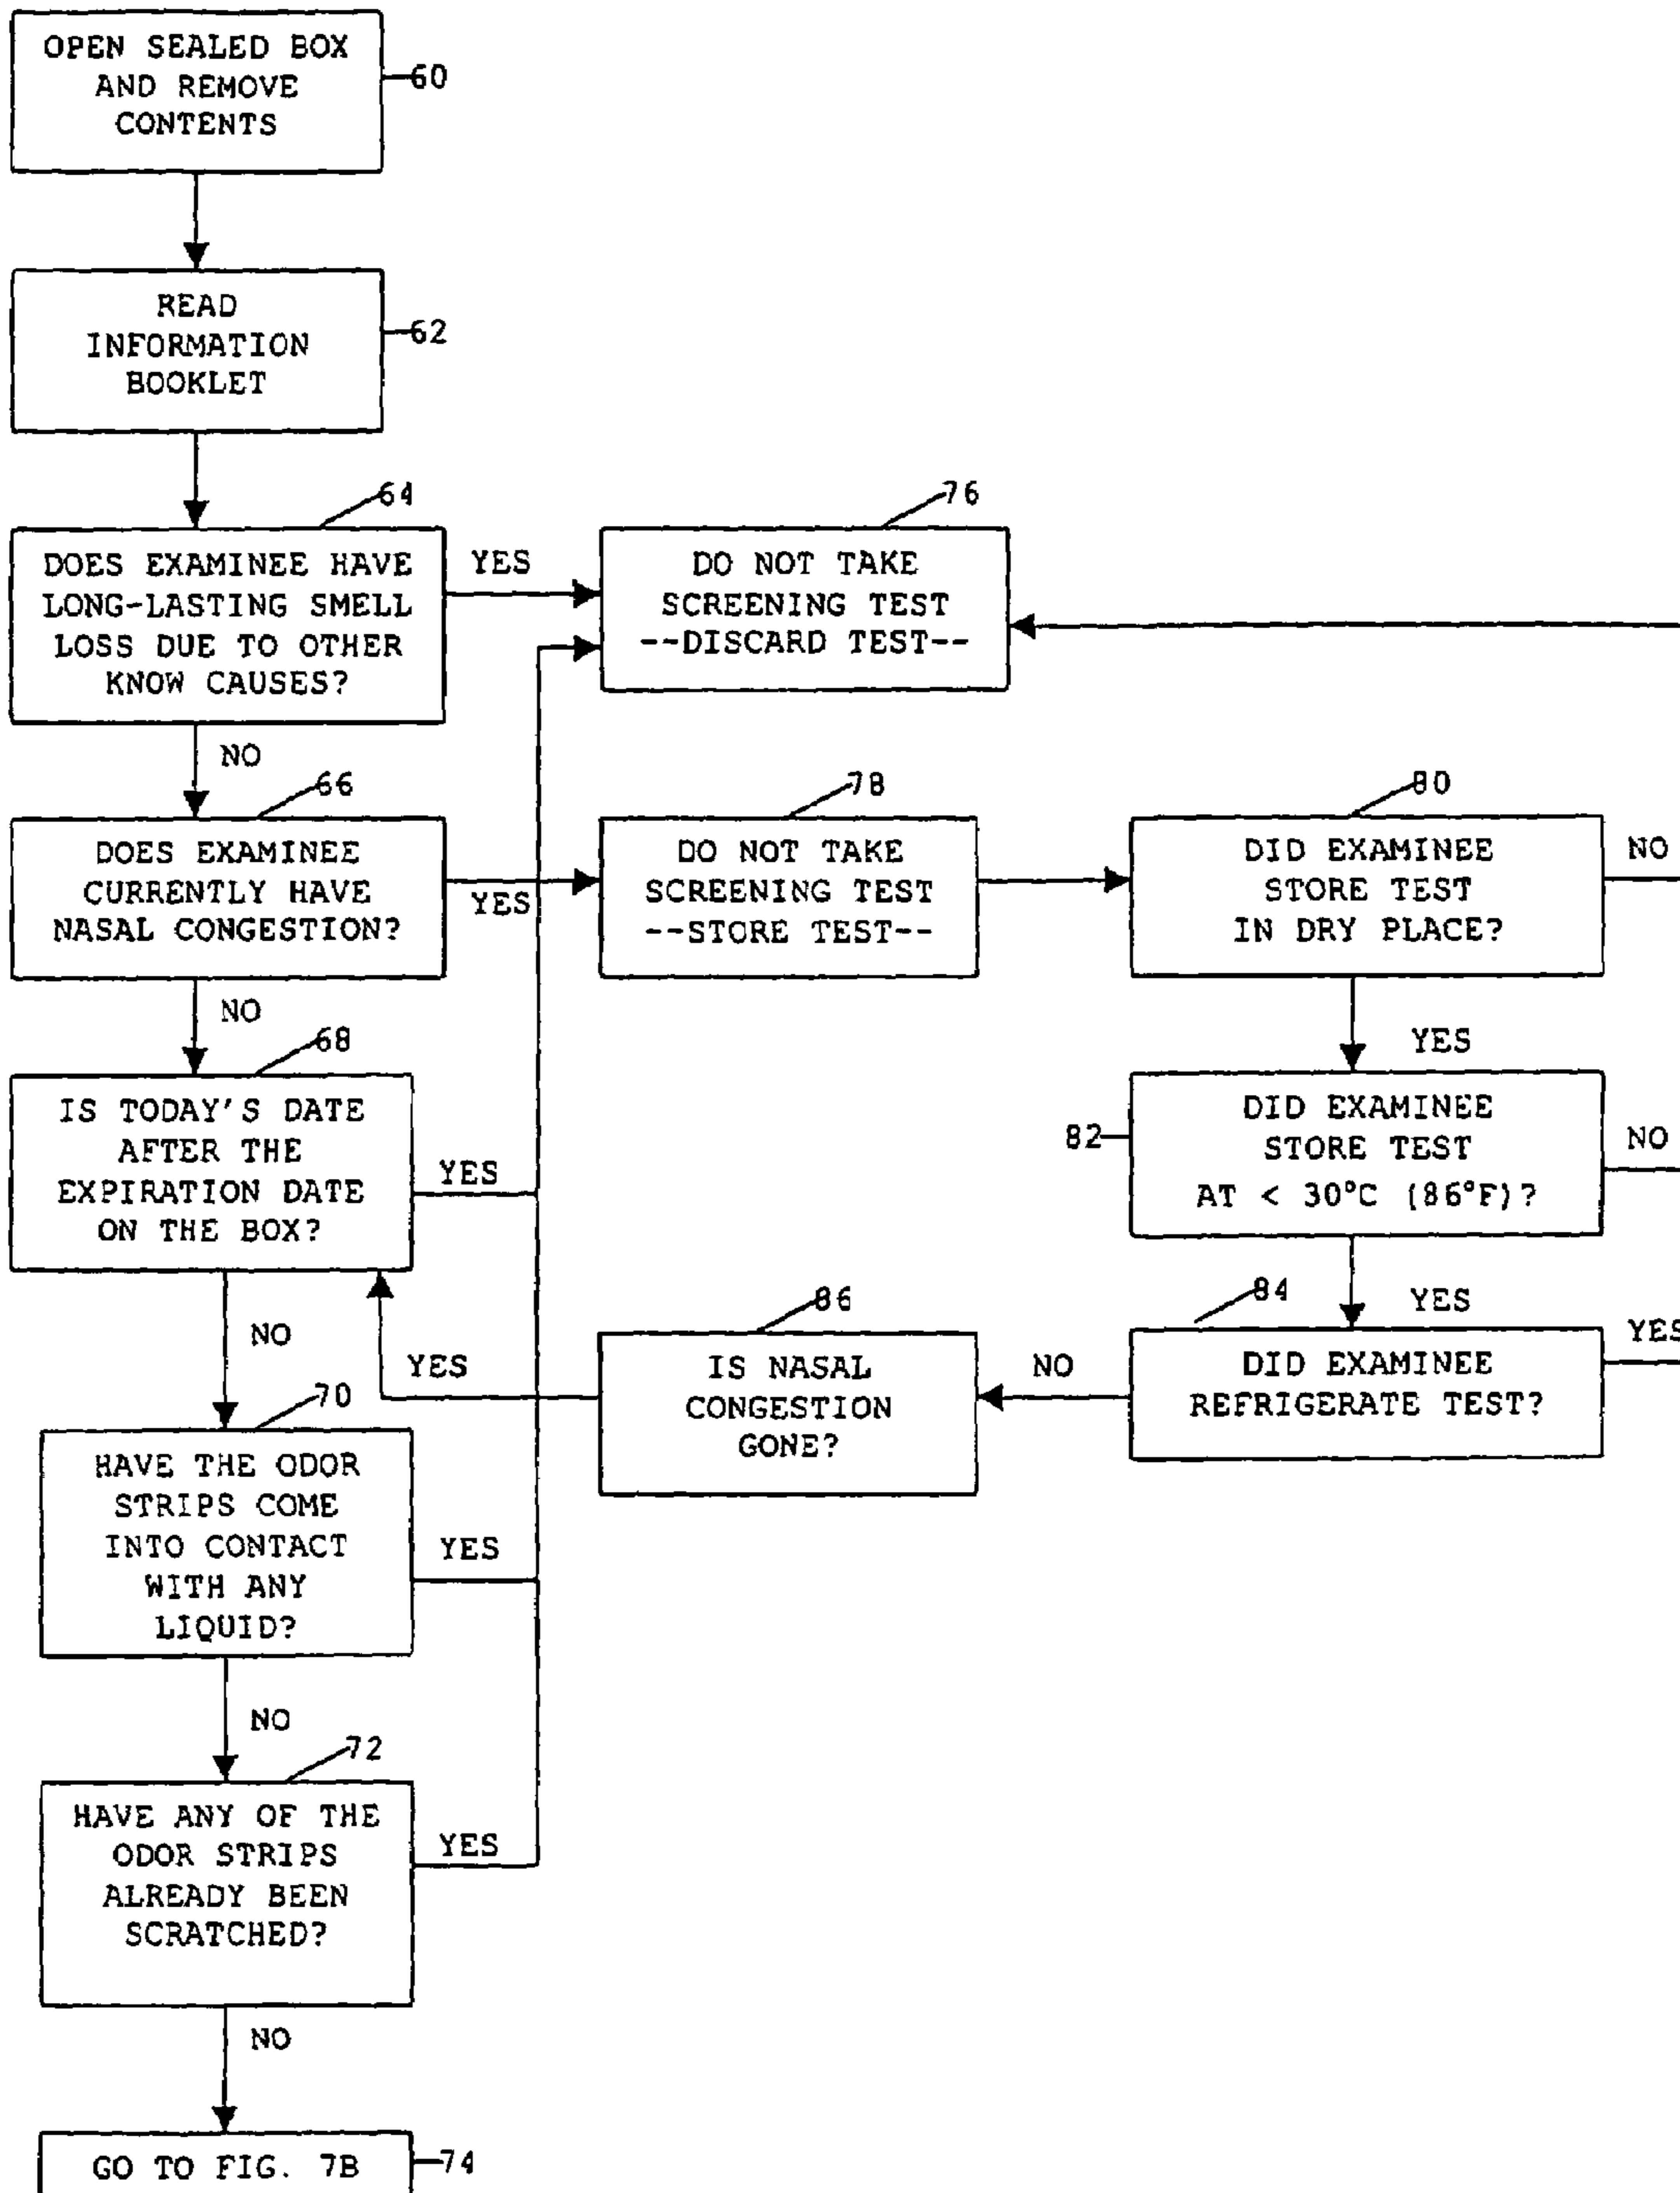 OPEN SEALED BOX
AND REMOVE
CONTENTS
60
READ
INFORMATION
BOOKLET
62
64
DOES EXAMINEE HAVE
LONG-LASTING SMELL
LOSS DUE TO OTHER
KNOW CAUSES?
YES
NO
76
DO NOT TAKE
SCREENING TEST
--DISCARD TEST--
66
DOES EXAMINEE
CURRENTLY HAVE
NASAL CONGESTION?
YES
NO
78
DO NOT TAKE
SCREENING TEST
--STORE TEST--
80
DID EXAMINEE
STORE TEST
IN DRY PLACE?
NO
YES
68
IS TODAY'S DATE
AFTER THE
EXPIRATION DATE
ON THE BOX?
YES
NO
82
DID EXAMINEE
STORE TEST
AT < 30°C (86°F)?
NO
YES
84
DID EXAMINEE
REFRIGERATE TEST?
YES
NO
86
IS NASAL
CONGESTION
GONE?
YES
70
HAVE THE ODOR
STRIPS COME
INTO CONTACT
WITH ANY
LIQUID?
YES
NO
72
HAVE ANY OF THE
ODOR STRIPS
ALREADY BEEN
SCRATCHED?
YES
NO
GO TO FIG. 7B
74